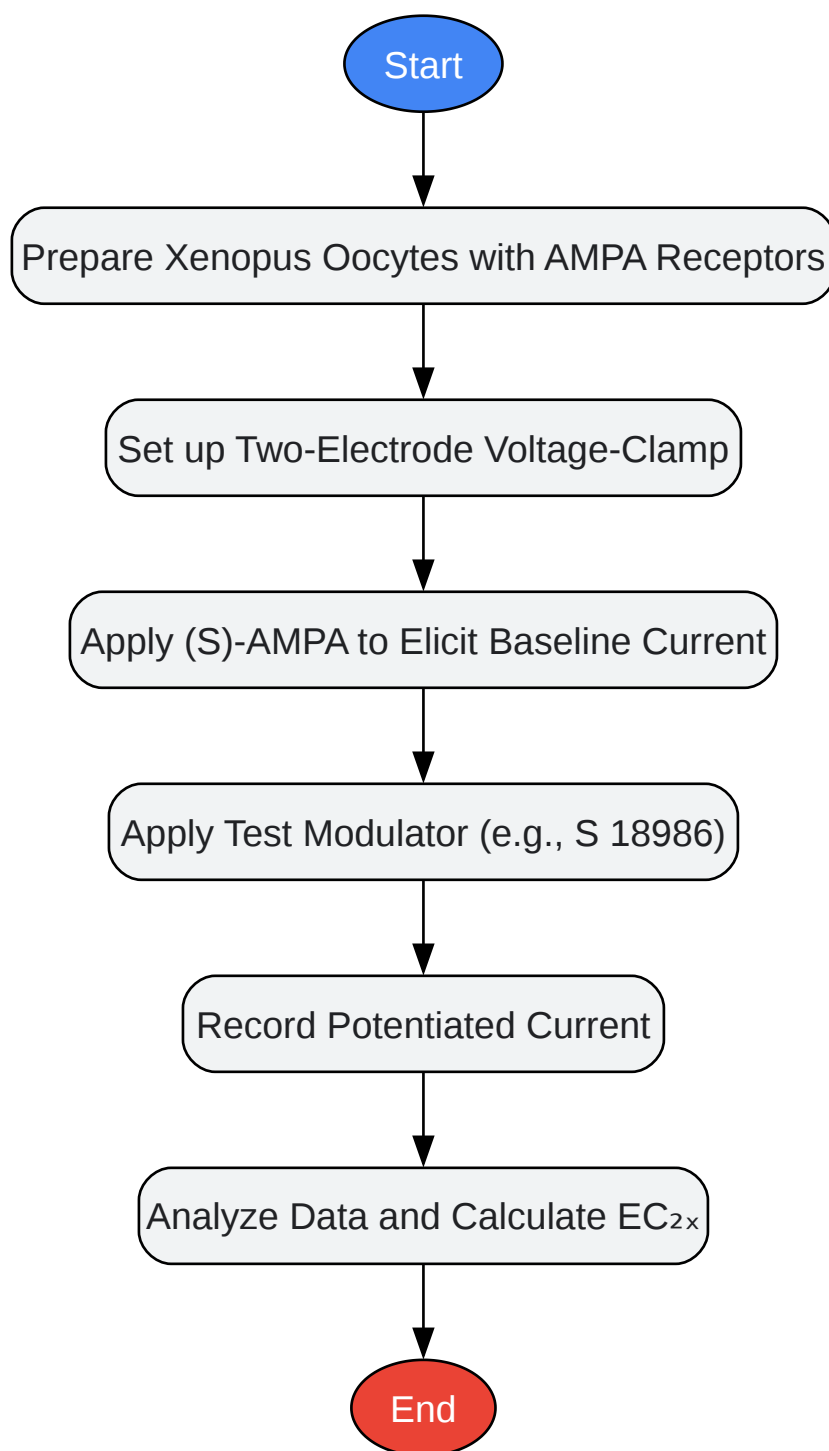 Start
Prepare Xenopus Oocytes with AMPA Receptors
Set up Two-Electrode Voltage-Clamp
Apply (S)-AMPA to Elicit Baseline Current
Apply Test Modulator (e.g., S 18986)
Record Potentiated Current
Analyze Data and Calculate EC₂ₓ
End